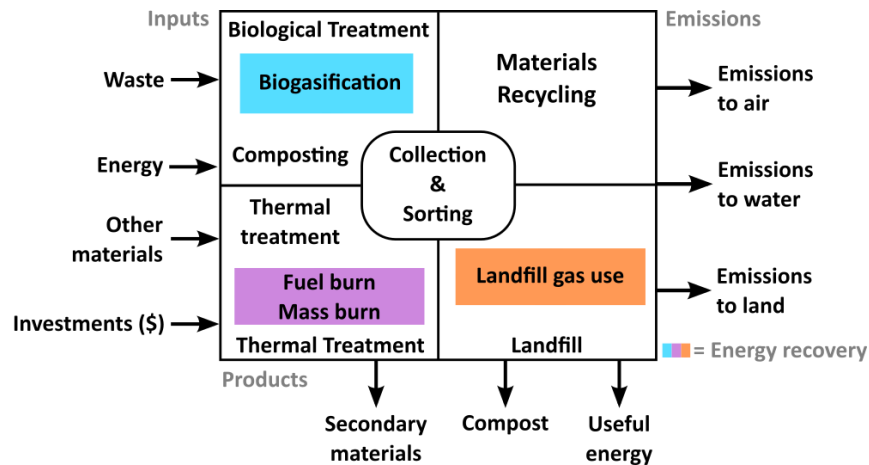 Inputs
Biological Treatment
Emissions
Waste
Biogasification
Materials
Recycling
Emissions
to air
Energy
Composting
Collection
&
Sorting
Emissions
to water
Other
materials
Thermal
treatment
Fuel burn
Mass burn
Landfill gas use
Emissions
to land
Investments ($)
Thermal Treatment
Landfill
= Energy recovery
Products
Secondary
materials
Compost
Useful
energy